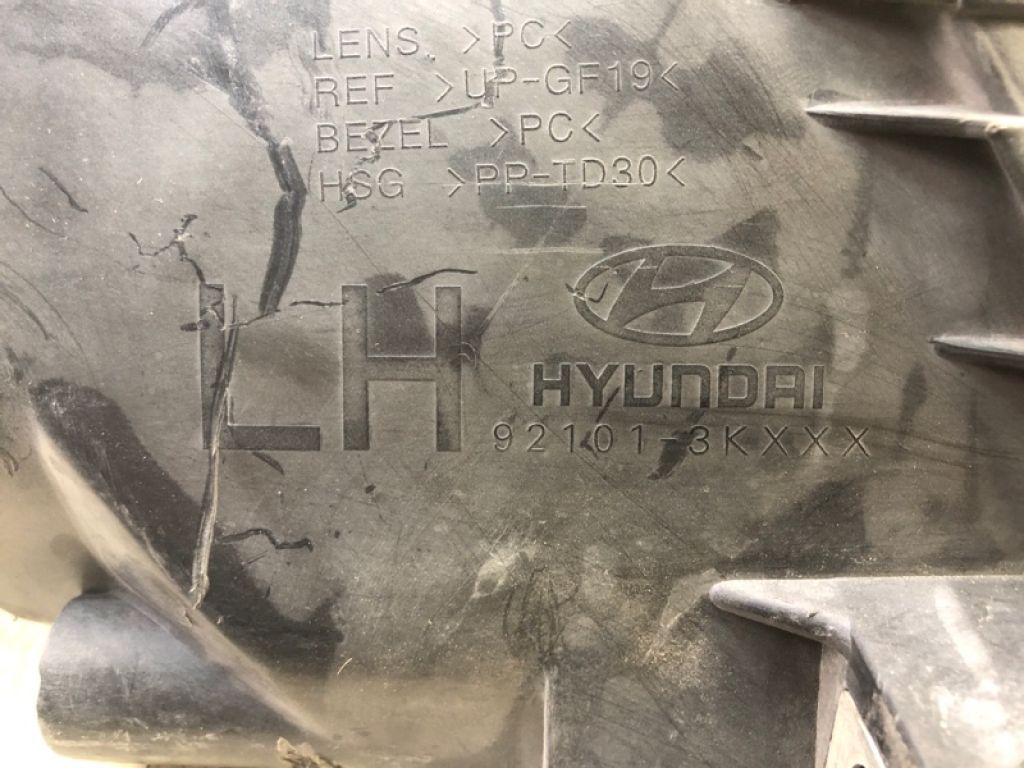 LENS. >PC<
REF >UP-GF19<
BEZEL >PC<
HSG >PP-TD30<
LH
HYUNDAI
92101-3KXXX